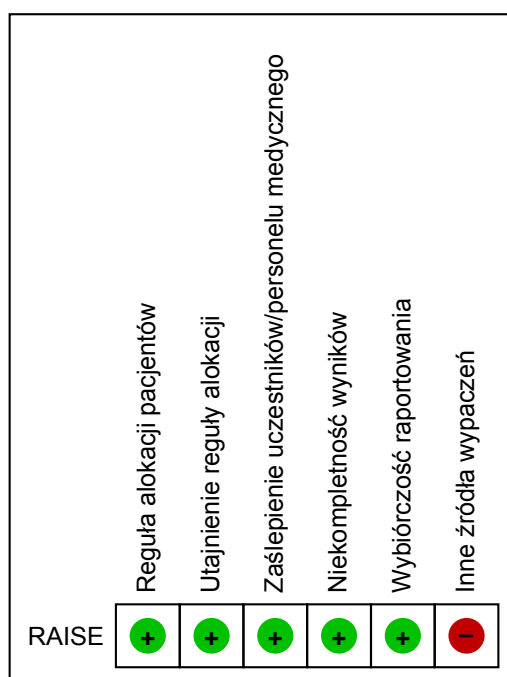 Reguła alokacji pacjentów
Utajnienie reguły alokacji
Zaślepienie uczestników/personelu medycznego
Niekompletność wyników
Wybiórczość raportowania
Inne źródła wypaczeń
RAISE + + + + + −